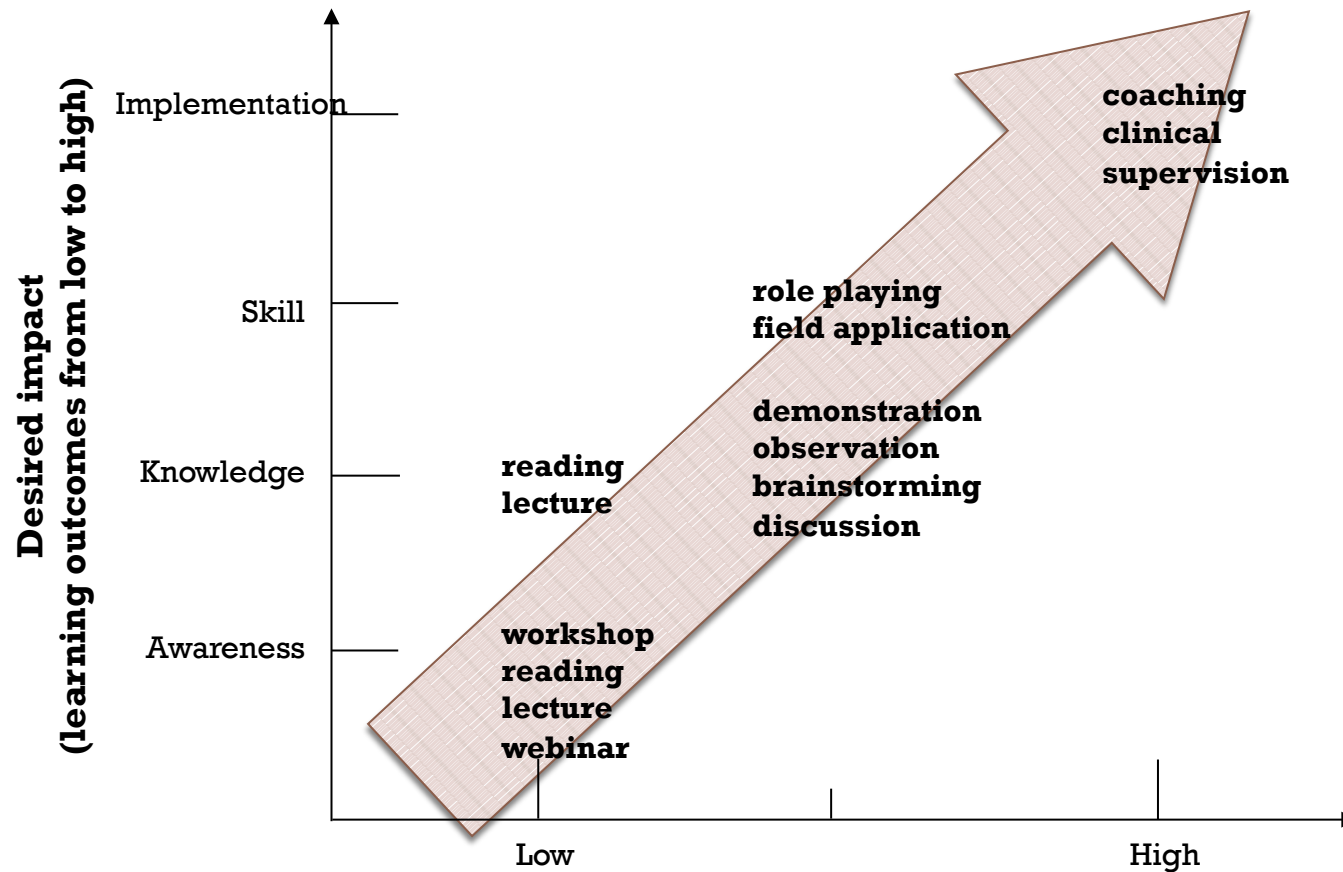 Desired impact
(learning outcomes from low to high)
Implementation
Skill
Knowledge
Awareness
coaching
clinical
supervision
role playing
field application
demonstration
observation
brainstorming
discussion
reading
lecture
workshop
reading
lecture
webinar
Low
High